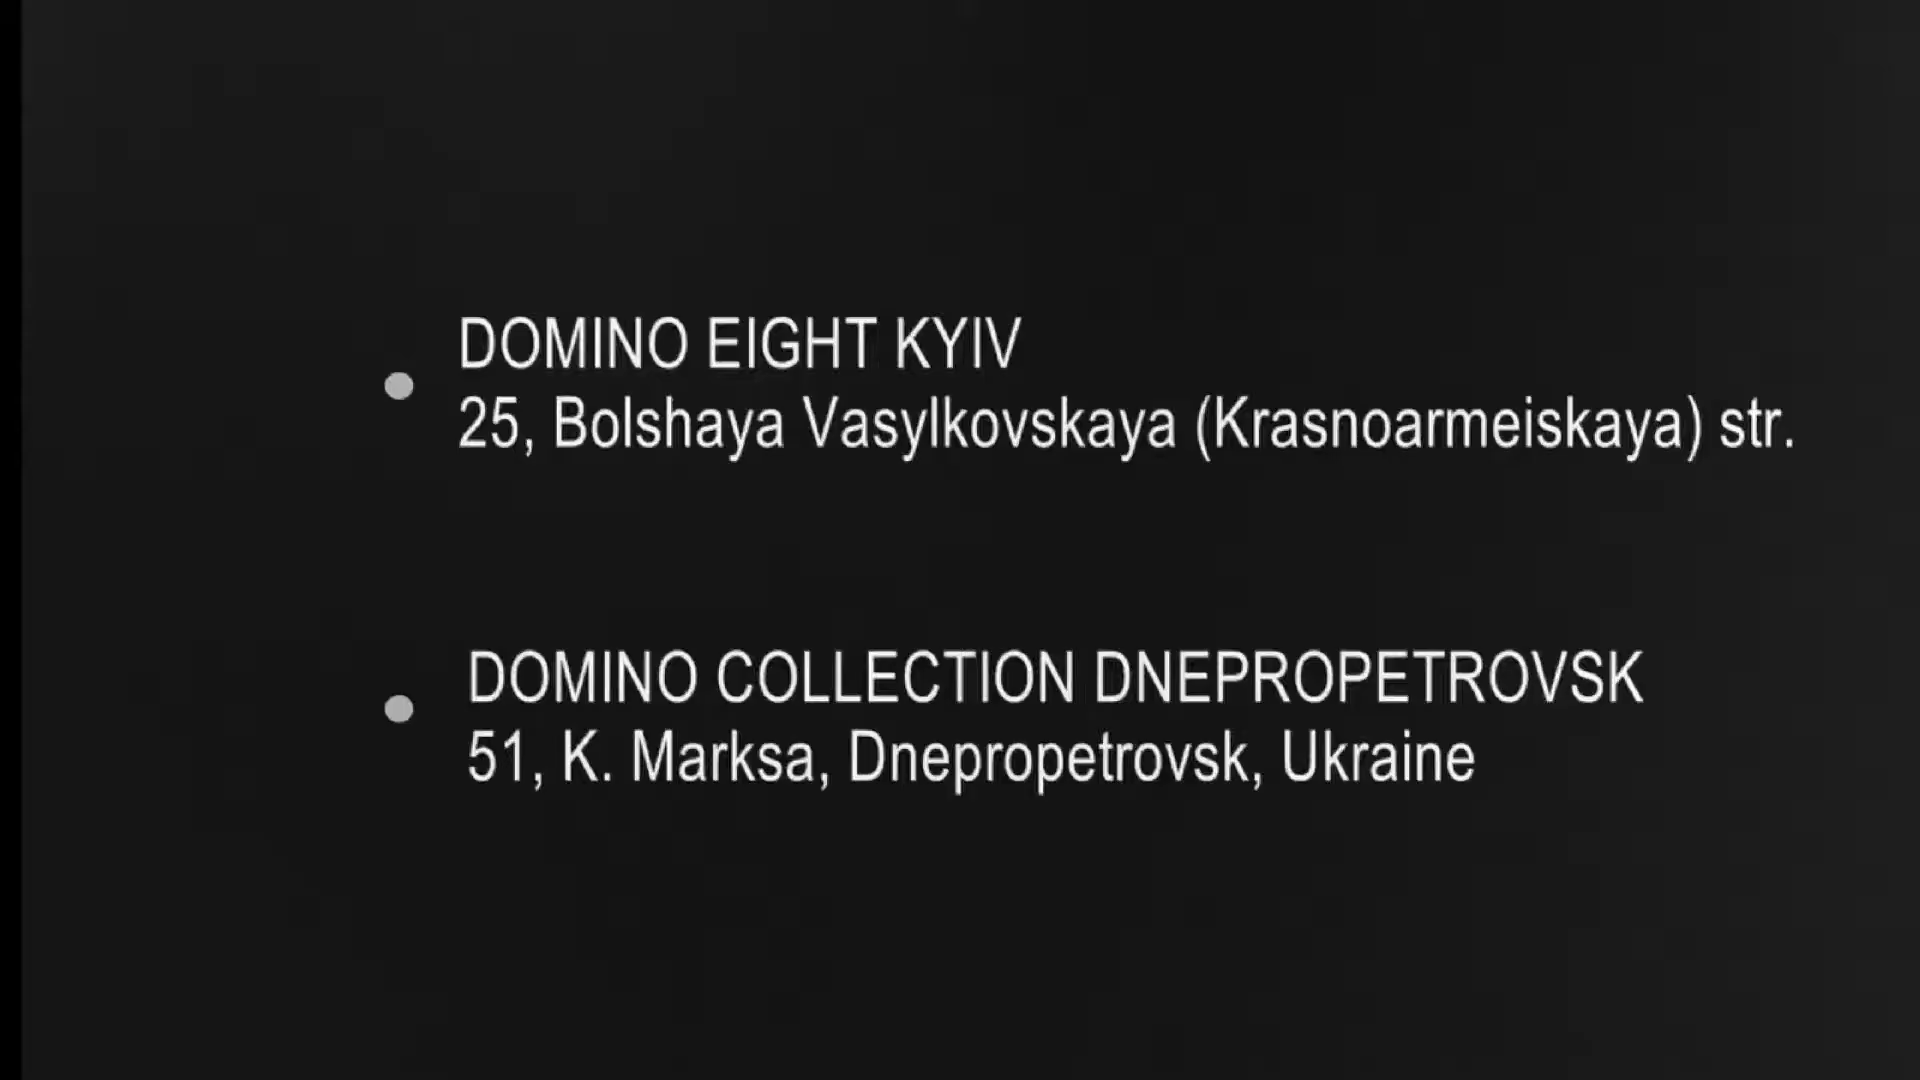 DOMINO EIGHT KYIV
25, Bolshaya Vasylkovskaya (Krasnoarmeiskaya) str.
DOMINO COLLECTION DNEPROPETROVSK
51, K. Marksa, Dnepropetrovsk, Ukraine